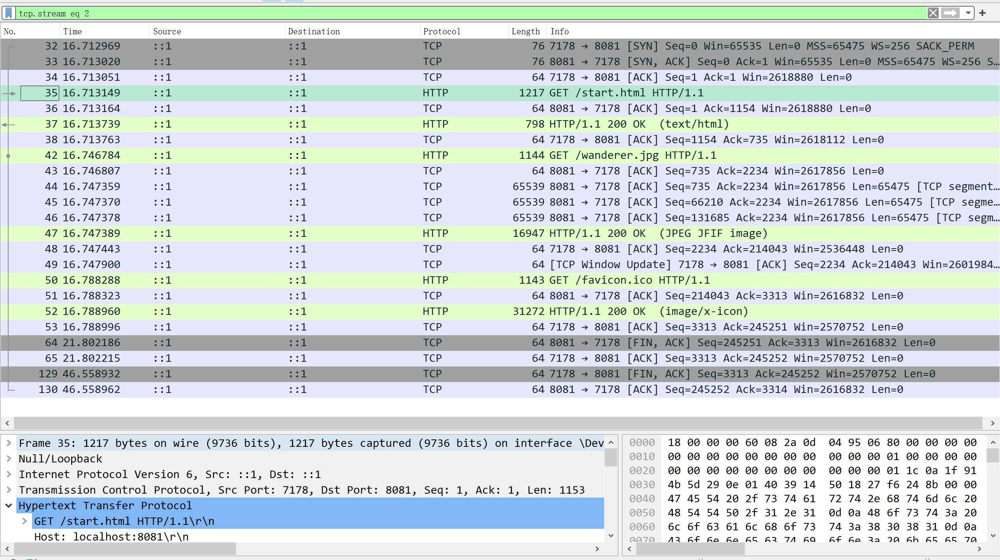 tcp.stream eq 2
No. Time Source Destination Protocol Length Info
32 16.712969 ::1 ::1 TCP 76 7178 → 8081 [SYN] Seq=0 Win=65535 Len=0 MSS=65475 WS=256 SACK_PERM
33 16.713020 ::1 ::1 TCP 76 8081 → 7178 [SYN, ACK] Seq=0 Ack=1 Win=65535 Len=0 MSS=65475 WS=256 S…
34 16.713051 ::1 ::1 TCP 64 7178 → 8081 [ACK] Seq=1 Ack=1 Win=2618880 Len=0
35 16.713149 ::1 ::1 HTTP 1217 GET /start.html HTTP/1.1
36 16.713164 ::1 ::1 TCP 64 8081 → 7178 [ACK] Seq=1 Ack=1154 Win=2618880 Len=0
37 16.713739 ::1 ::1 HTTP 798 HTTP/1.1 200 OK  (text/html)
38 16.713763 ::1 ::1 TCP 64 7178 → 8081 [ACK] Seq=1154 Ack=735 Win=2618112 Len=0
42 16.746784 ::1 ::1 HTTP 1144 GET /wanderer.jpg HTTP/1.1
43 16.746807 ::1 ::1 TCP 64 8081 → 7178 [ACK] Seq=735 Ack=2234 Win=2617856 Len=0
44 16.747359 ::1 ::1 TCP 65539 8081 → 7178 [ACK] Seq=735 Ack=2234 Win=2617856 Len=65475 [TCP segment…
45 16.747370 ::1 ::1 TCP 65539 8081 → 7178 [ACK] Seq=66210 Ack=2234 Win=2617856 Len=65475 [TCP segme…
46 16.747378 ::1 ::1 TCP 65539 8081 → 7178 [ACK] Seq=131685 Ack=2234 Win=2617856 Len=65475 [TCP segm…
47 16.747389 ::1 ::1 HTTP 16947 HTTP/1.1 200 OK  (JPEG JFIF image)
48 16.747443 ::1 ::1 TCP 64 7178 → 8081 [ACK] Seq=2234 Ack=214043 Win=2536448 Len=0
49 16.747900 ::1 ::1 TCP 64 [TCP Window Update] 7178 → 8081 [ACK] Seq=2234 Ack=214043 Win=2601984…
50 16.788288 ::1 ::1 HTTP 1143 GET /favicon.ico HTTP/1.1
51 16.788323 ::1 ::1 TCP 64 8081 → 7178 [ACK] Seq=214043 Ack=3313 Win=2616832 Len=0
52 16.788960 ::1 ::1 HTTP 31272 HTTP/1.1 200 OK  (image/x-icon)
53 16.788996 ::1 ::1 TCP 64 7178 → 8081 [ACK] Seq=3313 Ack=245251 Win=2570752 Len=0
64 21.802186 ::1 ::1 TCP 64 8081 → 7178 [FIN, ACK] Seq=245251 Ack=3313 Win=2616832 Len=0
65 21.802215 ::1 ::1 TCP 64 7178 → 8081 [ACK] Seq=3313 Ack=245252 Win=2570752 Len=0
129 46.558932 ::1 ::1 TCP 64 7178 → 8081 [FIN, ACK] Seq=3313 Ack=245252 Win=2570752 Len=0
130 46.558962 ::1 ::1 TCP 64 8081 → 7178 [ACK] Seq=245252 Ack=3314 Win=2616832 Len=0
Frame 35: 1217 bytes on wire (9736 bits), 1217 bytes captured (9736 bits) on interface \Dev
Null/Loopback
Internet Protocol Version 6, Src: ::1, Dst: ::1
Transmission Control Protocol, Src Port: 7178, Dst Port: 8081, Seq: 1, Ack: 1, Len: 1153
Hypertext Transfer Protocol
GET /start.html HTTP/1.1\r\n
Host: localhost:8081\r\n
0000 18 00 00 00 60 08 2a 0d 04 95 06 80 00 00 00 00
0010 00 00 00 00 00 00 00 00 00 00 00 01 00 00 00 00
0020 00 00 00 00 00 00 00 00 00 00 00 01 1c 0a 1f 91
0030 4b 5d 29 0e 01 40 39 14 50 18 27 f6 24 8b 00 00
0040 47 45 54 20 2f 73 74 61 72 74 2e 68 74 6d 6c 20
0050 48 54 54 50 2f 31 2e 31 0d 0a 48 6f 73 74 3a 20
0060 6c 6f 63 61 6c 68 6f 73 74 3a 38 30 38 31 0d 0a
0070 43 6f 6e 6e 65 63 74 69 6f 6e 3a 20 6b 65 65 70